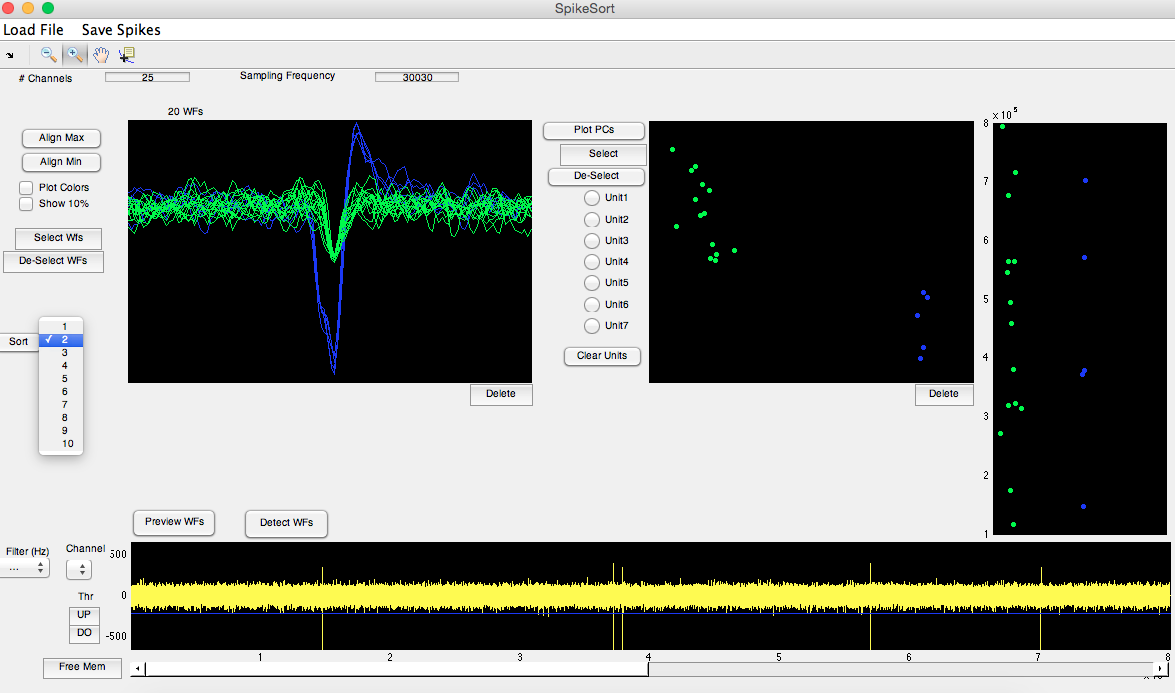 SpikeSort
Load File Save Spikes
# Channels 25 Sampling Frequency 30030
20 WFs
Align Max
Align Min
Plot Colors
Show 10%
Select Wfs
De-Select WFs
Sort
1
✓ 2
3
4
5
6
7
8
9
10
Delete
Plot PCs
Select
De-Select
Unit1
Unit2
Unit3
Unit4
Unit5
Unit6
Unit7
Clear Units
Delete
x 10^5
8
7
6
5
4
3
2
1
Preview WFs Detect WFs
Filter (Hz) Channel
...
Thr
UP
DO
Free Mem
500
0
-500
1 2 3 4 5 6 7 8